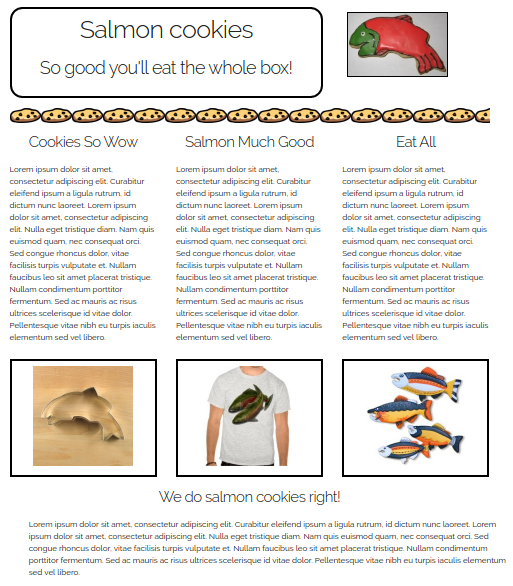 Salmon cookies
So good you'll eat the whole box!
Cookies So Wow
Lorem ipsum dolor sit amet,
consectetur adipiscing elit. Curabitur
eleifend ipsum a ligula rutrum, id
dictum nunc laoreet. Lorem ipsum
dolor sit amet, consectetur adipiscing
elit. Nulla eget tristique diam. Nam quis
euismod quam, nec consequat orci.
Sed congue rhoncus dolor, vitae
facilisis turpis vulputate et. Nullam
faucibus leo sit amet placerat tristique.
Nullam condimentum porttitor
fermentum. Sed ac mauris ac risus
ultrices scelerisque id vitae dolor.
Pellentesque vitae nibh eu turpis iaculis
elementum sed vel libero.
Salmon Much Good
Lorem ipsum dolor sit amet,
consectetur adipiscing elit. Curabitur
eleifend ipsum a ligula rutrum, id
dictum nunc laoreet. Lorem ipsum
dolor sit amet, consectetur adipiscing
elit. Nulla eget tristique diam. Nam quis
euismod quam, nec consequat orci.
Sed congue rhoncus dolor, vitae
facilisis turpis vulputate et. Nullam
faucibus leo sit amet placerat tristique.
Nullam condimentum porttitor
fermentum. Sed ac mauris ac risus
ultrices scelerisque id vitae dolor.
Pellentesque vitae nibh eu turpis iaculis
elementum sed vel libero.
Eat All
Lorem ipsum dolor sit amet,
consectetur adipiscing elit. Curabitur
eleifend ipsum a ligula rutrum, id
dictum nunc laoreet. Lorem ipsum
dolor sit amet, consectetur adipiscing
elit. Nulla eget tristique diam. Nam quis
euismod quam, nec consequat orci.
Sed congue rhoncus dolor, vitae
facilisis turpis vulputate et. Nullam
faucibus leo sit amet placerat tristique.
Nullam condimentum porttitor
fermentum. Sed ac mauris ac risus
ultrices scelerisque id vitae dolor.
Pellentesque vitae nibh eu turpis iaculis
elementum sed vel libero.
We do salmon cookies right!
Lorem ipsum dolor sit amet, consectetur adipiscing elit. Curabitur eleifend ipsum a ligula rutrum, id dictum nunc laoreet. Lorem
ipsum dolor sit amet, consectetur adipiscing elit. Nulla eget tristique diam. Nam quis euismod quam, nec consequat orci. Sed
congue rhoncus dolor, vitae facilisis turpis vulputate et. Nullam faucibus leo sit amet placerat tristique. Nullam condimentum
porttitor fermentum. Sed ac mauris ac risus ultrices scelerisque id vitae dolor. Pellentesque vitae nibh eu turpis iaculis elementum
sed vel libero.